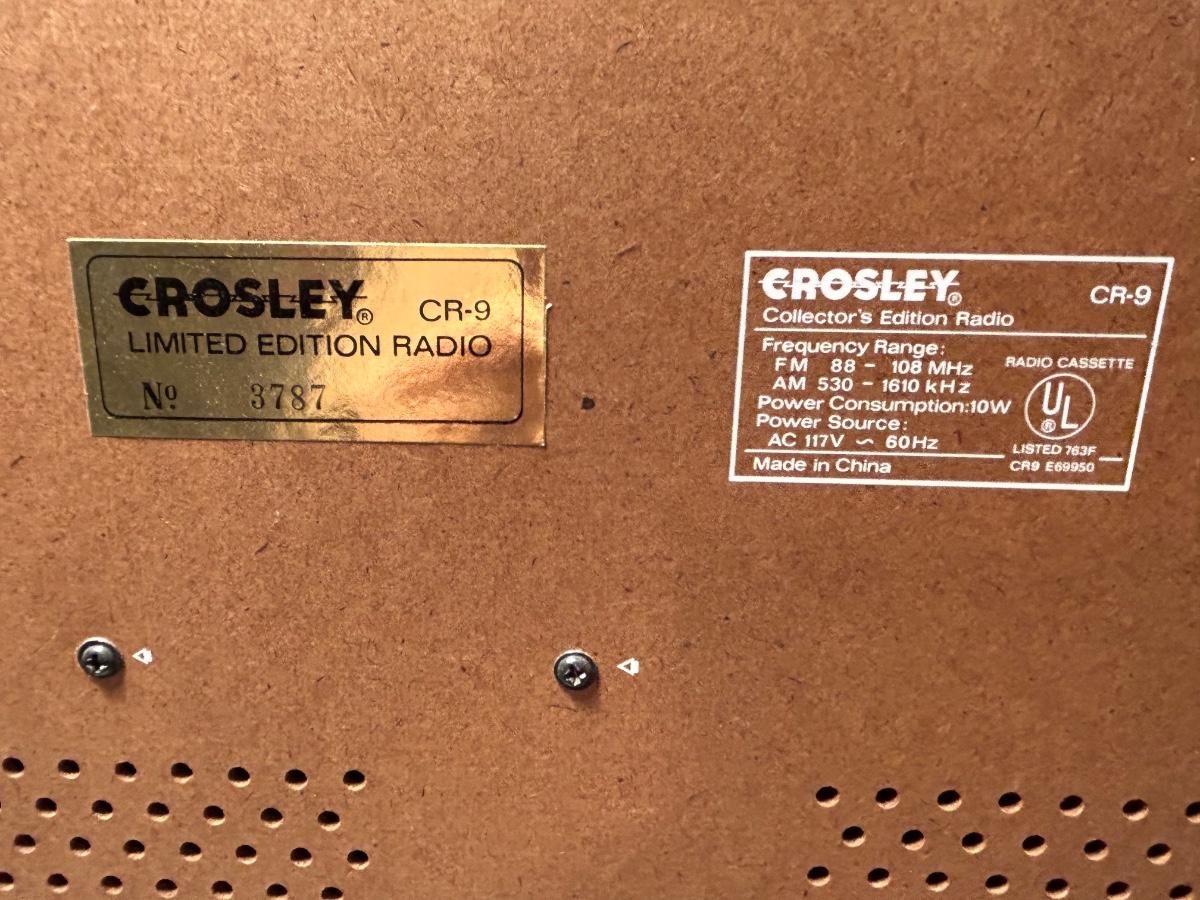 CROSLEY® CR-9
LIMITED EDITION RADIO
Nº 3787
CROSLEY® CR-9
Collector's Edition Radio
Frequency Range:
FM 88 - 108 MHz
AM 530 - 1610 kHz
Power Consumption:10W
Power Source:
AC 117V ~ 60Hz
Made in China
RADIO CASSETTE
UL®
LISTED 763F
CR9 E69950